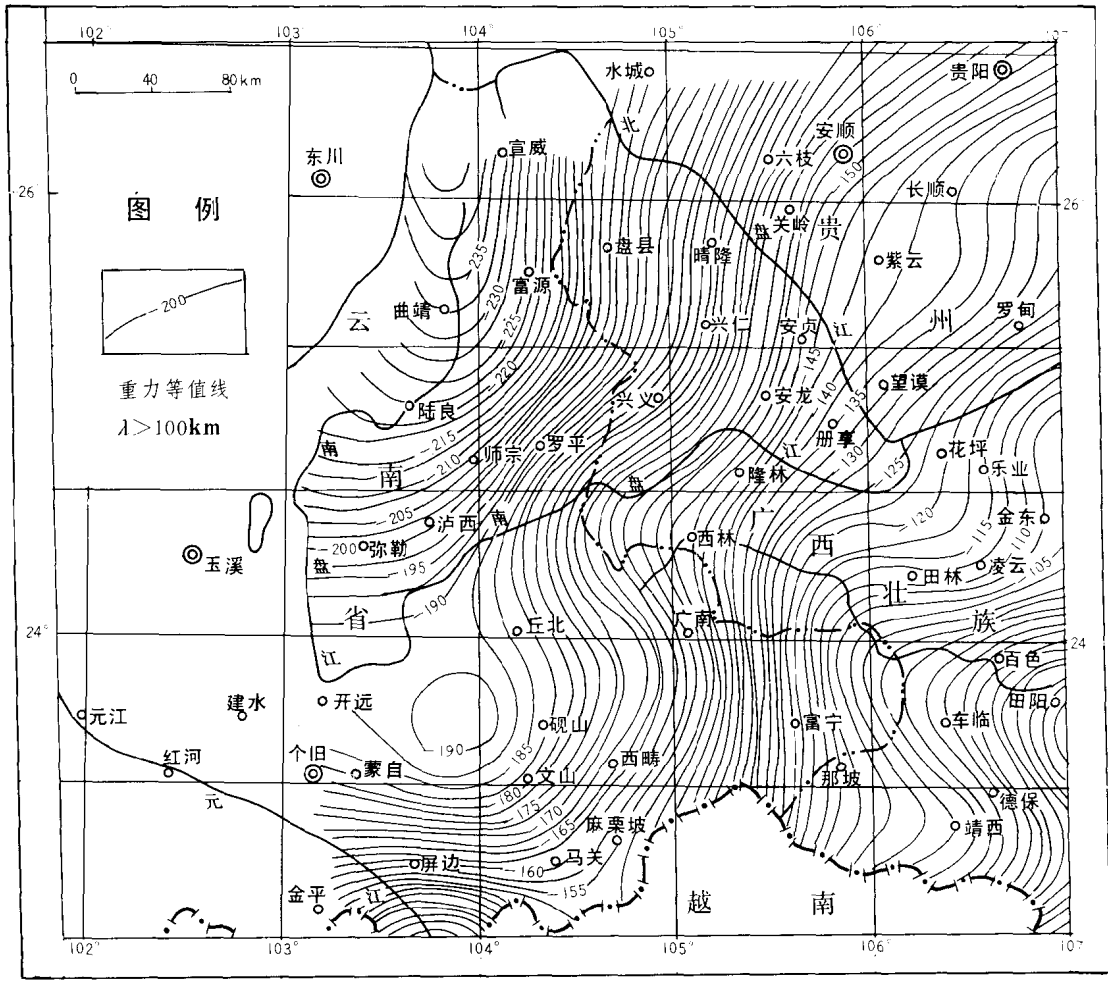 102° 103 104° 105° 106° 107
0 40 80km
水城
贵阳
北
安顺
宣威
六枝
东川
-150
长顺
26°
26°
图 例
关岭
盘
贵
盘县
晴隆
紫云
-235
富源
-200
-230
曲靖
云
-225
兴仁
安贞
江
州
罗甸
重力等值线
-145
λ>100km
-220
望谟
兴义
安龙
-140
-135
陆良
册亨
-215
南
罗平
江
-130
花坪
-210
师宗
南
盘
隆林
-125
乐业
-205
泸西
南
广
金东
-120
-115
-200
弥勒
西林
西
-110
玉溪
盘
-195
凌云
-105
田林
-190
壮
省
广南
族
24°
丘北
24°
江
百色
开远
田阳
元江
建水
砚山
富宁
车临
-190
红河
个旧
185
西畴
蒙自
文山
那坡
元
-180
德保
-175
-170
麻栗坡
-165
靖西
屏边
马关
-160
-155
金平
江
越 南
102° 103° 104° 105° 106° 107